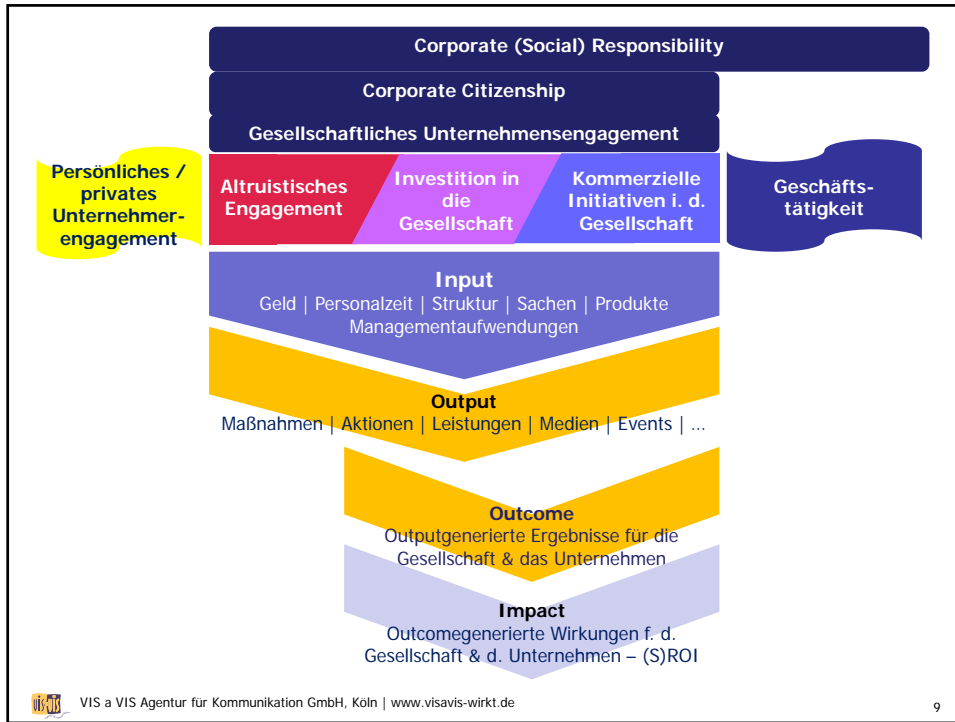 Corporate (Social) Responsibility
Corporate Citizenship
Gesellschaftliches Unternehmensengagement
Persönliches /
privates
Unternehmer-
engagement
Altruistisches
Engagement
Investition in
die
Gesellschaft
Kommerzielle
Initiativen i. d.
Gesellschaft
Geschäfts-
tätigkeit
Input
Geld | Personalzeit | Struktur | Sachen | Produkte
Managementaufwendungen
Output
Maßnahmen | Aktionen | Leistungen | Medien | Events | ...
Outcome
Outputgenerierte Ergebnisse für die
Gesellschaft & das Unternehmen
Impact
Outcomegenerierte Wirkungen f. d.
Gesellschaft & d. Unternehmen – (S)ROI
vis à vis
VIS a VIS Agentur für Kommunikation GmbH, Köln | www.visavis-wirkt.de
9